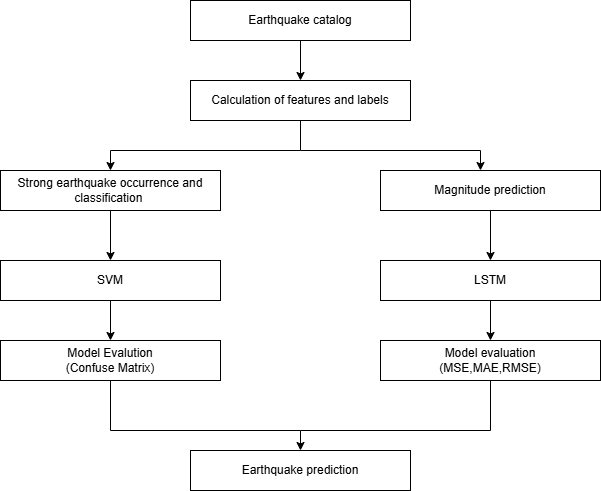 Earthquake catalog
Calculation of features and labels
Strong earthquake occurrence and
classification
Magnitude prediction
SVM
LSTM
Model Evalution
(Confuse Matrix)
Model evaluation
(MSE,MAE,RMSE)
Earthquake prediction